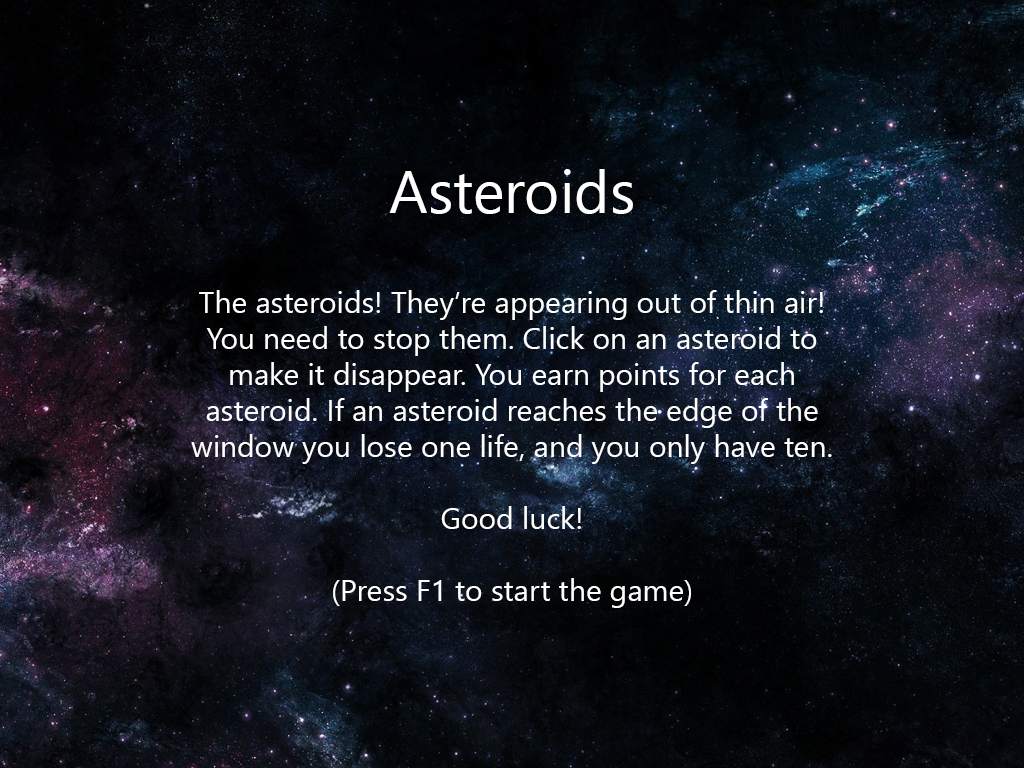 Asteroids
The asteroids! They’re appearing out of thin air!
You need to stop them. Click on an asteroid to
make it disappear. You earn points for each
asteroid. If an asteroid reaches the edge of the
window you lose one life, and you only have ten.
Good luck!
(Press F1 to start the game)